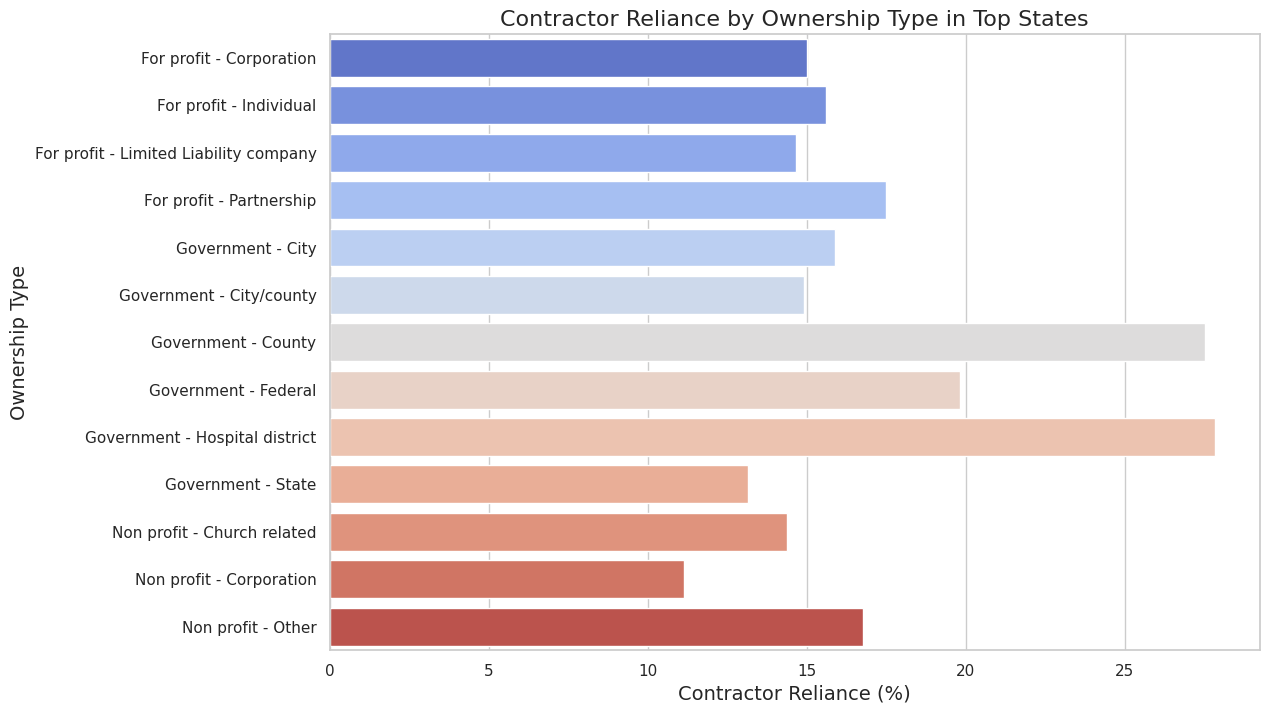 Contractor Reliance by Ownership Type in Top States
Ownership Type
For profit - Corporation
For profit - Individual
For profit - Limited Liability company
For profit - Partnership
Government - City
Government - City/county
Government - County
Government - Federal
Government - Hospital district
Government - State
Non profit - Church related
Non profit - Corporation
Non profit - Other
0 5 10 15 20 25
Contractor Reliance (%)